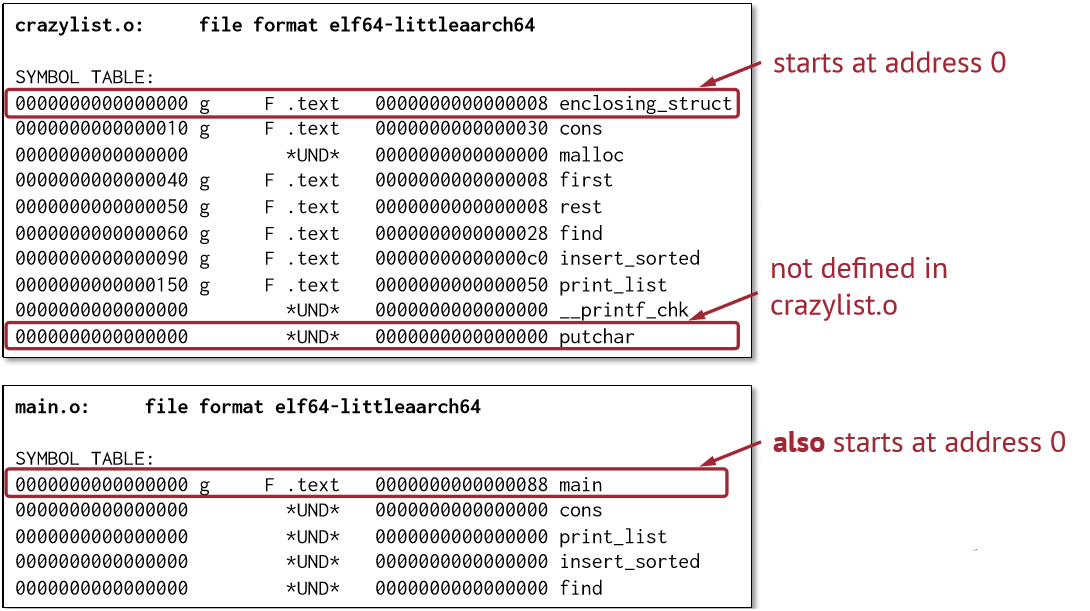 crazylist.o:     file format elf64-littleaarch64
SYMBOL TABLE:
0000000000000000 g     F .text   0000000000000008 enclosing_struct
0000000000000010 g     F .text   0000000000000030 cons
0000000000000000         *UND*   0000000000000000 malloc
0000000000000040 g     F .text   0000000000000008 first
0000000000000050 g     F .text   0000000000000008 rest
0000000000000060 g     F .text   0000000000000028 find
0000000000000090 g     F .text   00000000000000c0 insert_sorted
0000000000000150 g     F .text   0000000000000050 print_list
0000000000000000         *UND*   0000000000000000 __printf_chk
0000000000000000         *UND*   0000000000000000 putchar
starts at address 0
not defined in
crazylist.o
main.o:     file format elf64-littleaarch64
SYMBOL TABLE:
0000000000000000 g     F .text   0000000000000088 main
0000000000000000         *UND*   0000000000000000 cons
0000000000000000         *UND*   0000000000000000 print_list
0000000000000000         *UND*   0000000000000000 insert_sorted
0000000000000000         *UND*   0000000000000000 find
also starts at address 0